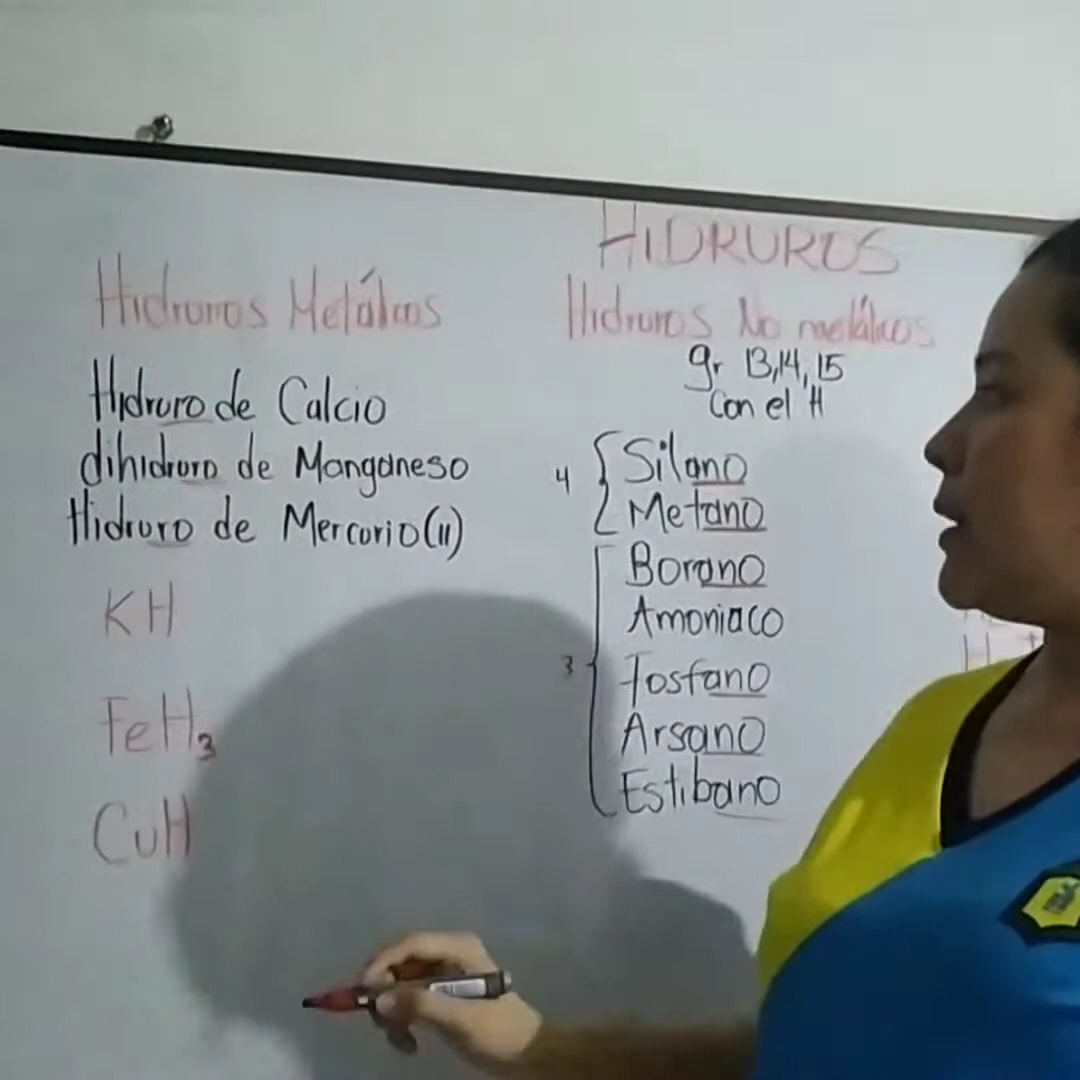 HIDRUROS
Hidruros Metálicos
Hidruro de Calcio
dihidruro de Manganeso
Hidruro de Mercurio(II)
KH
FeH3
CuH
Hidruros No metálicos
gr 13,14,15
Con el H
4
Silano
Metano
3
Borano
Amoniaco
Fosfano
Arsano
Estibano